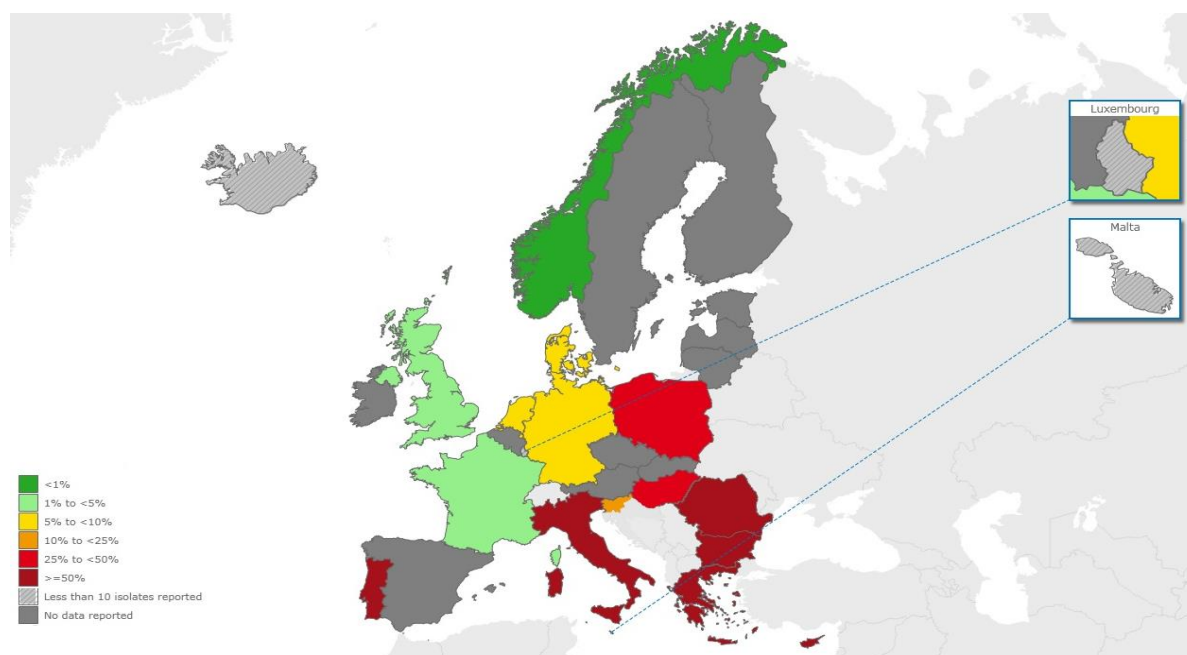 Luxembourg
Malta
<1%
1% to <5%
5% to <10%
10% to <25%
25% to <50%
>=50%
Less than 10 isolates reported
No data reported